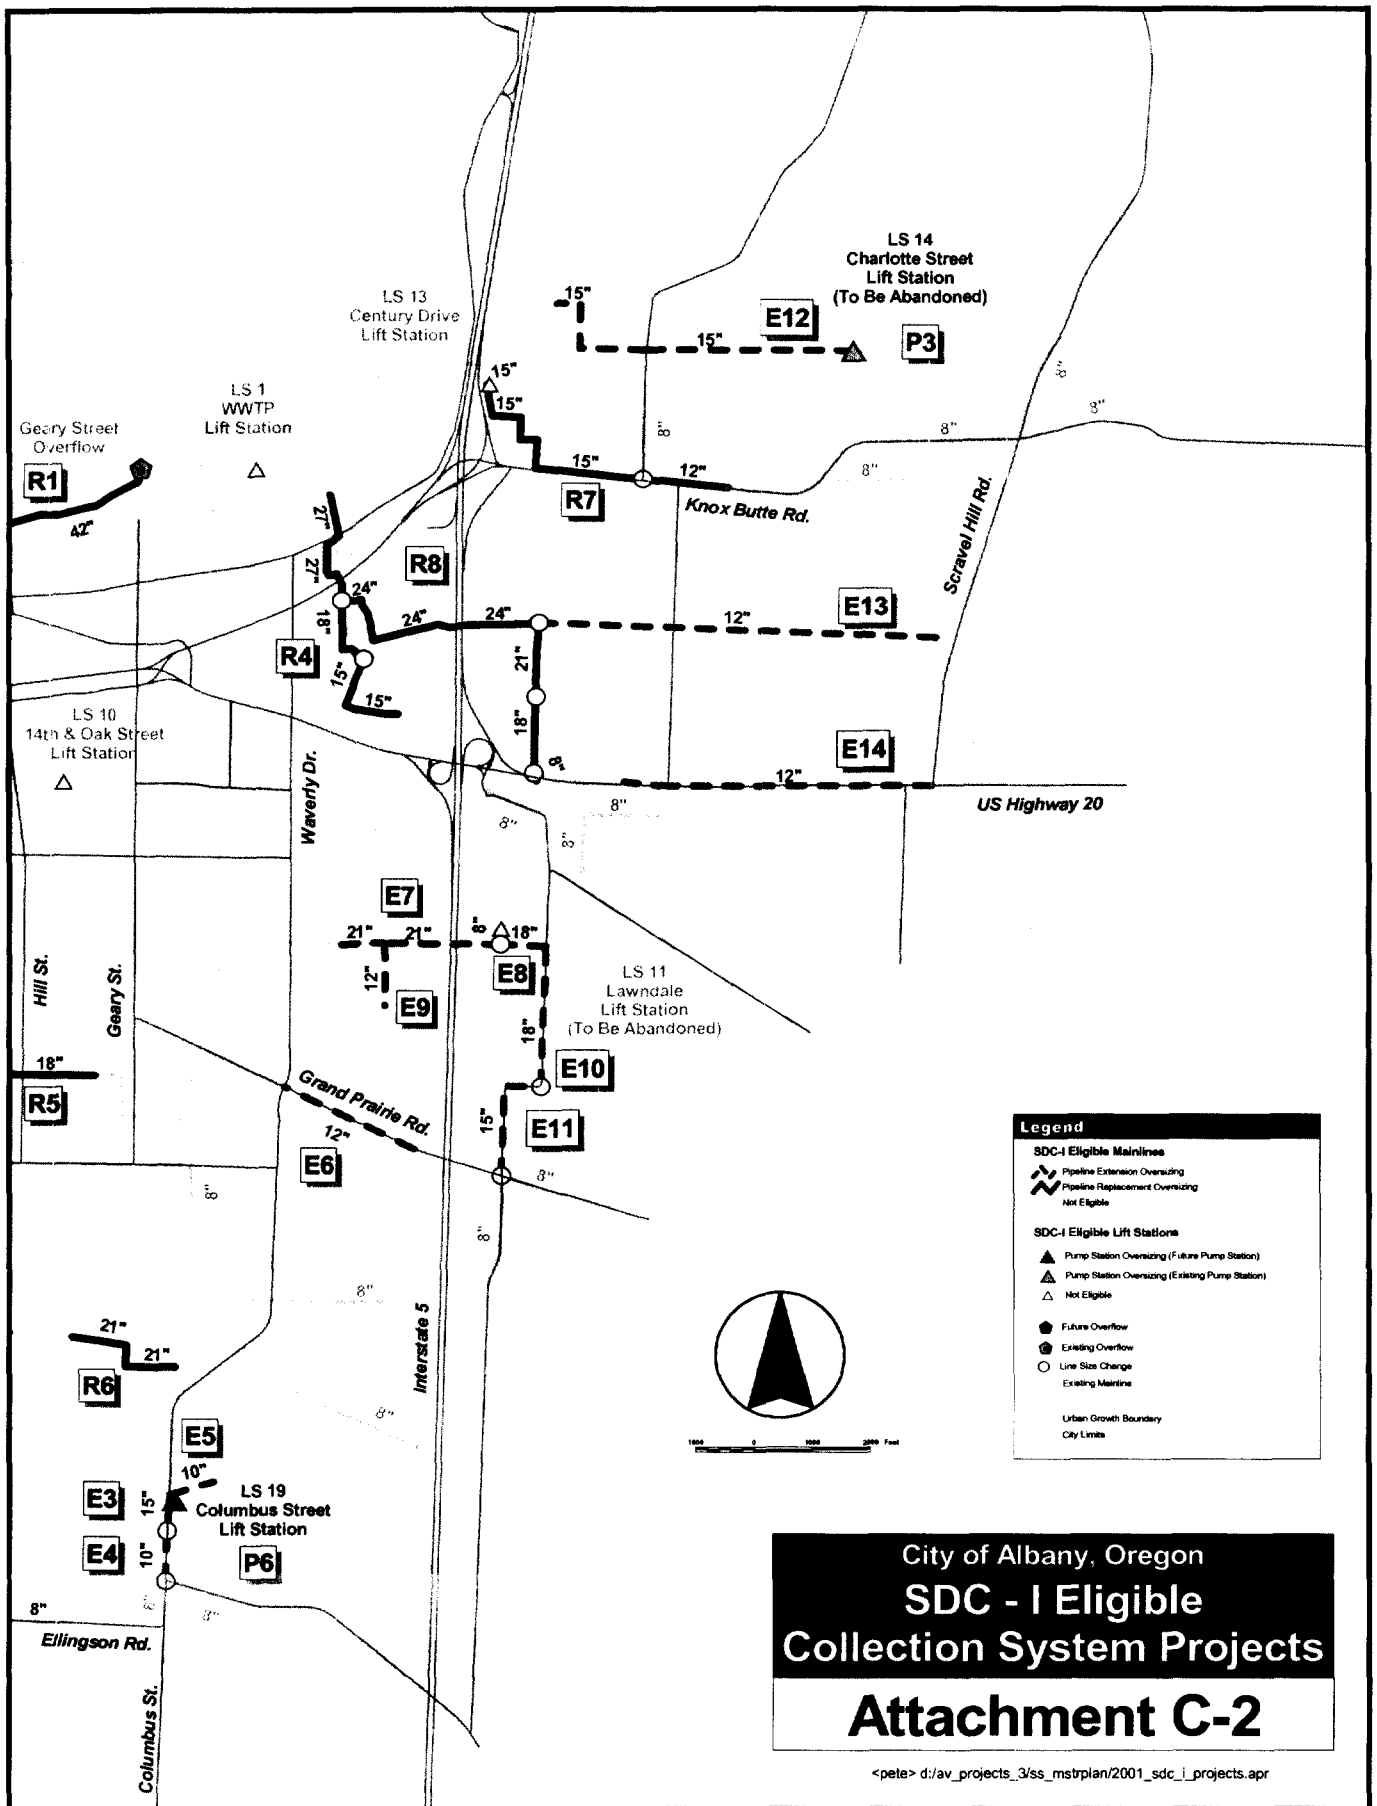 LS 14
Charlotte Street
Lift Station
(To Be Abandoned)
P3
E12
15"
15"
LS 13
Century Drive
Lift Station
15"
15"
8"
8"
8"
8"
8"
LS 1
WWTP
Lift Station
Geary Street
Overflow
R1
42"
15"
12"
R7
Knox Butte Rd.
Scravel Hill Rd.
27"
27"
R8
24"
18"
24"
24"
E13
12"
R4
15"
15"
21"
18"
8"
LS 10
14th & Oak Street
Lift Station
Waverly Dr.
E14
12"
US Highway 20
8"
8"
8"
E7
21"
21"
8"
18"
12"
E8
E9
LS 11
Lawndale
Lift Station
(To Be Abandoned)
18"
Hill St.
Geary St.
E10
18"
R5
Grand Prairie Rd.
12"
E6
15"
E11
8"
8"
8"
8"
Interstate 5
21"
21"
R6
8"
E5
10"
E3
15"
LS 19
Columbus Street
Lift Station
E4
10"
P6
8"
8"
8"
Ellingson Rd.
Columbus St.
Legend
SDC-I Eligible Mainlines
Pipeline Extension Oversizing
Pipeline Replacement Oversizing
Not Eligible
SDC-I Eligible Lift Stations
Pump Station Oversizing (Future Pump Station)
Pump Station Oversizing (Existing Pump Station)
Not Eligible
Future Overflow
Existing Overflow
Line Size Change
Existing Mainline
Urban Growth Boundary
City Limits
1000 0 1000 2000 Feet
City of Albany, Oregon
SDC - I Eligible
Collection System Projects
Attachment C-2
<pete> d:/av_projects_3/ss_mstrplan/2001_sdc_i_projects.apr